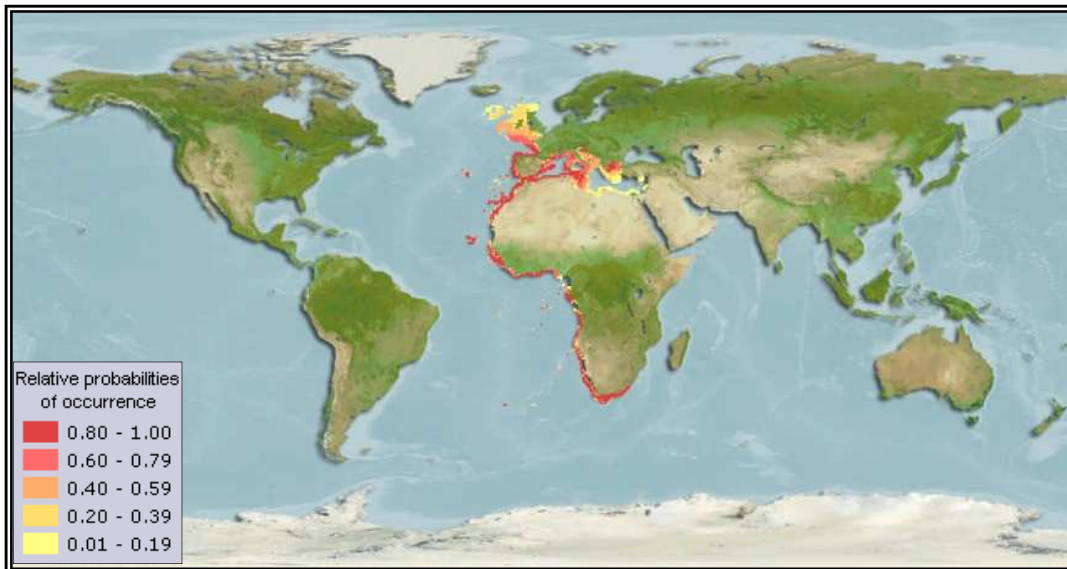 Relative probabilities
of occurrence
0.80 - 1.00
0.60 - 0.79
0.40 - 0.59
0.20 - 0.39
0.01 - 0.19